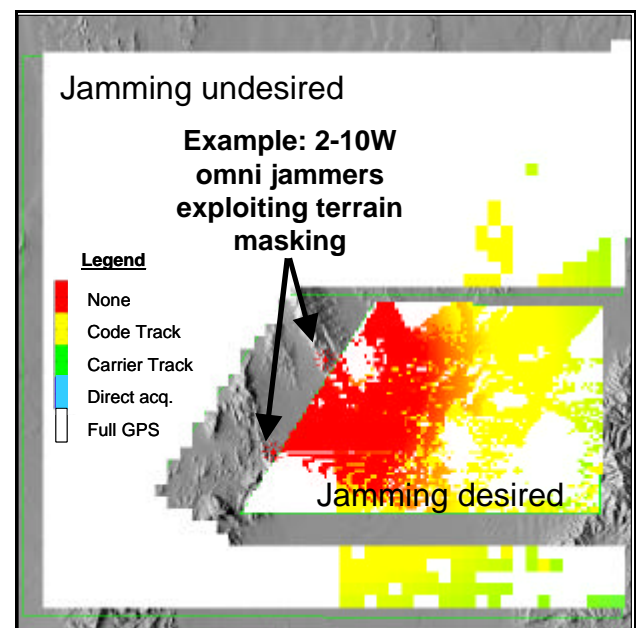 Jamming undesired
Example: 2-10W
omni jammers
exploiting terrain
masking
Legend
None
Code Track
Carrier Track
Direct acq.
Full GPS
Jamming desired